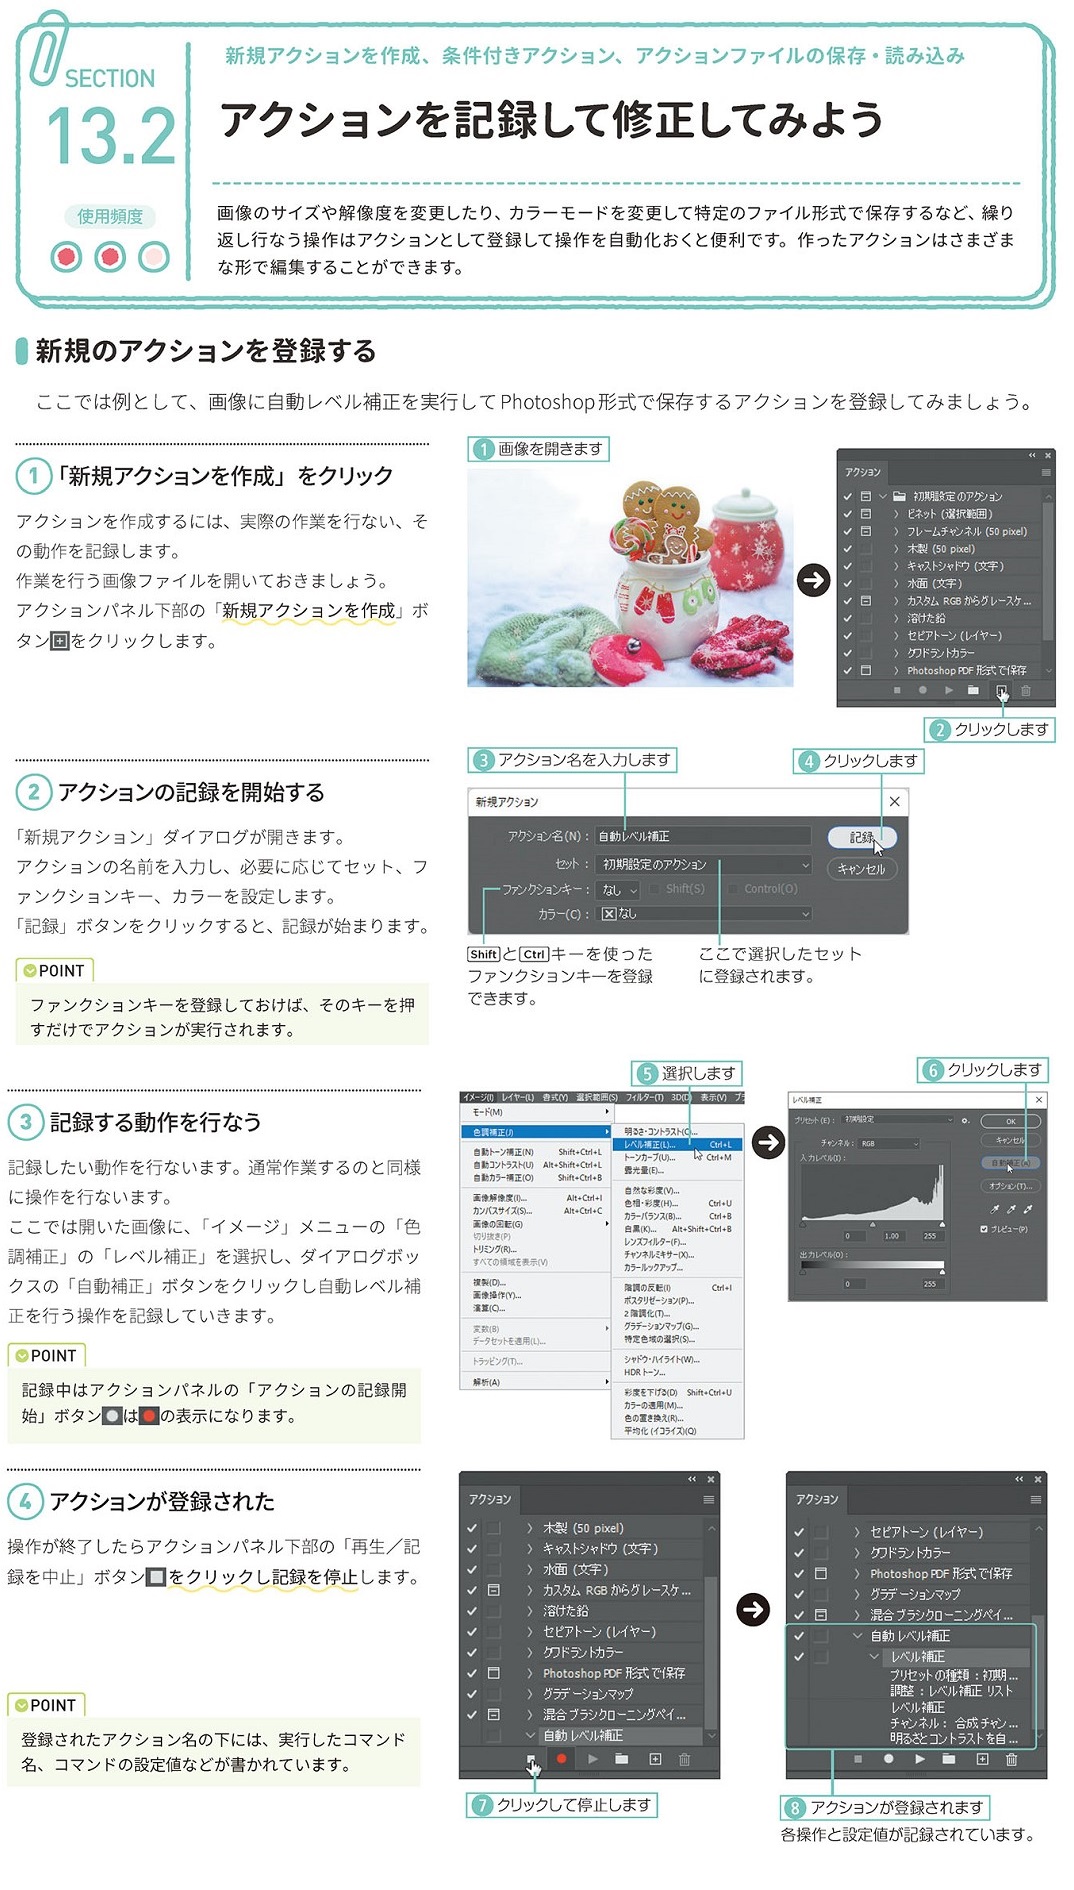 SECTION
13.2
使用頻度
新規アクションを作成、条件付きアクション、アクションファイルの保存・読み込み
アクションを記録して修正してみよう
画像のサイズや解像度を変更したり、カラーモードを変更して特定のファイル形式で保存するなど、繰り
返し行なう操作はアクションとして登録して操作を自動化おくと便利です。作ったアクションはさまざま
な形で編集することができます。
新規のアクションを登録する
ここでは例として、画像に自動レベル補正を実行してPhotoshop形式で保存するアクションを登録してみましょう。
1 「新規アクションを作成」をクリック
アクションを作成するには、実際の作業を行ない、そ
の動作を記録します。
作業を行う画像ファイルを開いておきましょう。
アクションパネル下部の「新規アクションを作成」ボ
タンをクリックします。
1 画像を開きます
アクション
初期設定のアクション
ビネット (選択範囲)
フレームチャンネル (50 pixel)
木製 (50 pixel)
キャストシャドウ (文字)
水面 (文字)
カスタム RGB からグレースケ...
溶けた鉛
セピアトーン (レイヤー)
クワドラントカラー
Photoshop PDF 形式で保存
2 クリックします
2 アクションの記録を開始する
「新規アクション」ダイアログが開きます。
アクションの名前を入力し、必要に応じてセット、フ
ァンクションキー、カラーを設定します。
「記録」ボタンをクリックすると、記録が始まります。
POINT
ファンクションキーを登録しておけば、そのキーを押
すだけでアクションが実行されます。
3 アクション名を入力します
4 クリックします
新規アクション
アクション名(N): 自動レベル補正
記録
セット: 初期設定のアクション
キャンセル
ファンクションキー: なし Shift(S) Control(O)
カラー(C): なし
ShiftとCtrlキーを使った
ファンクションキーを登録
できます。
ここで選択したセット
に登録されます。
3 記録する動作を行なう
記録したい動作を行ないます。通常作業するのと同様
に操作を行ないます。
ここでは開いた画像に、「イメージ」メニューの「色
調補正」の「レベル補正」を選択し、ダイアログボッ
クスの「自動補正」ボタンをクリックし自動レベル補
正を行う操作を記録していきます。
POINT
記録中はアクションパネルの「アクションの記録開
始」ボタンはの表示になります。
5 選択します
イメージ(I) レイヤー(L) 書式(Y) 選択範囲(S) フィルター(T) 3D(D) 表示(V) プ
モード(M)
色調補正(J)
自動トーン補正(N) Shift+Ctrl+L
自動コントラスト(U) Alt+Shift+Ctrl+L
自動カラー補正(O) Shift+Ctrl+B
画像解像度(I)... Alt+Ctrl+I
カンバスサイズ(S)... Alt+Ctrl+C
画像の回転(G)
切り抜き(P)
トリミング(R)...
すべての領域を表示(V)
複製(D)...
画像操作(Y)...
演算(C)...
変数(B)
データセットを適用(L)...
トラッピング(T)...
解析(A)
明るさ・コントラスト(C)...
レベル補正(L)... Ctrl+L
トーンカーブ(U)... Ctrl+M
露光量(E)...
自然な彩度(V)...
色相・彩度(H)... Ctrl+U
カラーバランス(B)... Ctrl+B
白黒(K)... Alt+Shift+Ctrl+B
レンズフィルター(F)...
チャンネルミキサー(X)...
カラールックアップ...
階調の反転(I) Ctrl+I
ポスタリゼーション(P)...
2 階調化(T)...
グラデーションマップ(G)...
特定色域の選択(S)...
シャドウ・ハイライト(W)...
HDR トーン...
彩度を下げる(D) Shift+Ctrl+U
カラーの適用(M)...
色の置き換え(R)...
平均化 (イコライズ)(Q)
6 クリックします
レベル補正
プリセット(E): 初期設定
OK
チャンネル: RGB
キャンセル
入力レベル(I):
自動補正(A)
オプション(T)...
0 1.00 255
プレビュー(P)
出力レベル(O):
0 255
4 アクションが登録された
操作が終了したらアクションパネル下部の「再生／記
録を中止」ボタンをクリックし記録を停止します。
POINT
登録されたアクション名の下には、実行したコマンド
名、コマンドの設定値などが書かれています。
アクション
木製 (50 pixel)
キャストシャドウ (文字)
水面 (文字)
カスタム RGB からグレースケ...
溶けた鉛
セピアトーン (レイヤー)
クワドラントカラー
Photoshop PDF 形式で保存
グラデーションマップ
混合ブラシクローニングペイ...
自動レベル補正
7 クリックして停止します
アクション
セピアトーン (レイヤー)
クワドラントカラー
Photoshop PDF 形式で保存
グラデーションマップ
混合ブラシクローニングペイ...
自動レベル補正
レベル補正
プリセットの種類 : 初期...
調整 : レベル補正 リスト
レベル補正
チャンネル : 合成チャン...
明るさとコントラストを自...
8 アクションが登録されます
各操作と設定値が記録されています。